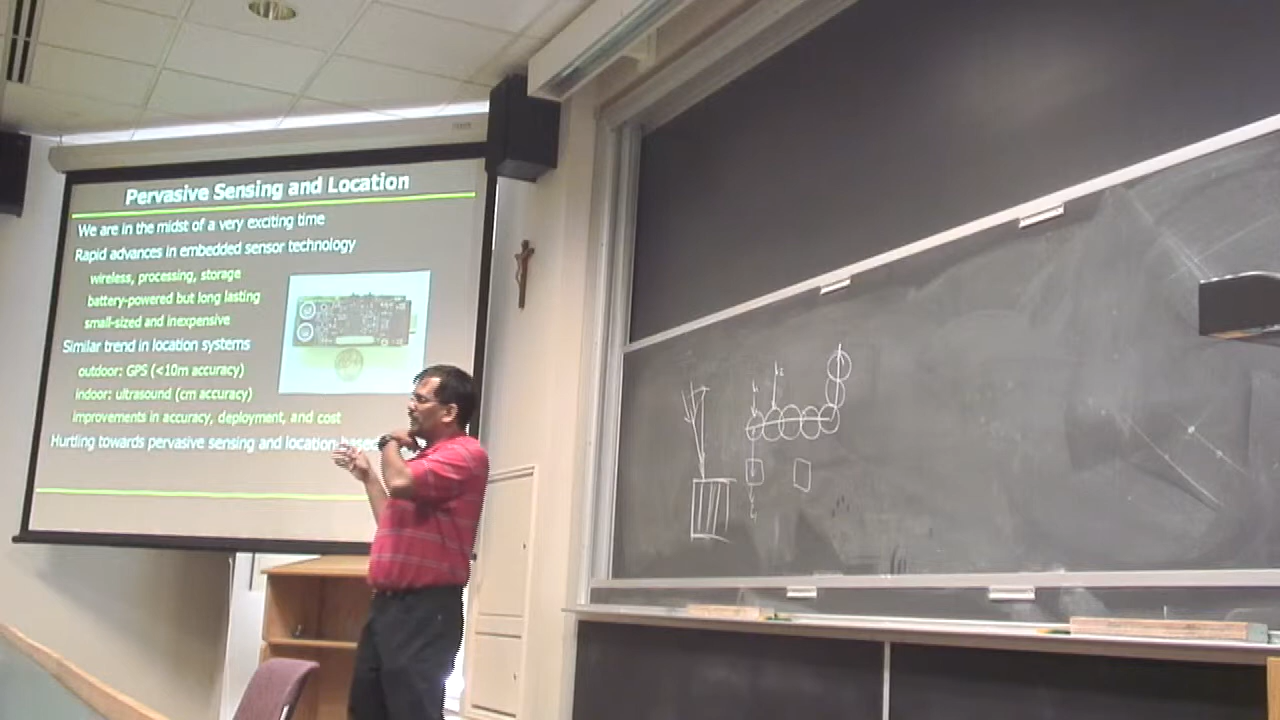 Pervasive Sensing and Location
We are in the midst of a very exciting time
Rapid advances in embedded sensor technology
wireless, processing, storage
battery-powered but long lasting
small-sized and inexpensive
Similar trend in location systems
outdoor: GPS (<10m accuracy)
indoor: ultrasound (cm accuracy)
improvements in accuracy, deployment, and cost
Hurtling towards pervasive sensing and location-based